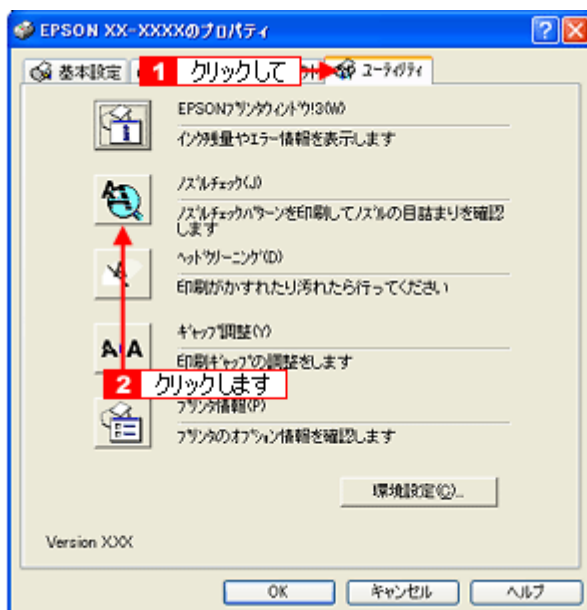 EPSON XX-XXXXのプロパティ
基本設定
1 クリックして
ユーティリティ
EPSONプリンタウィンドウ!3(W)
インク残量やエラー情報を表示します
ノズルチェック(J)
ノズルチェックパターンを印刷してノズルの目詰まりを確認
します
ヘッドクリーニング(D)
印刷がかすれたり汚れたら行ってください
ギャップ調整(Y)
印刷ギャップの調整をします
2 クリックします
プリンタ情報(P)
プリンタのオプション情報を確認します
環境設定(C)...
Version XXX
OK キャンセル ヘルプ